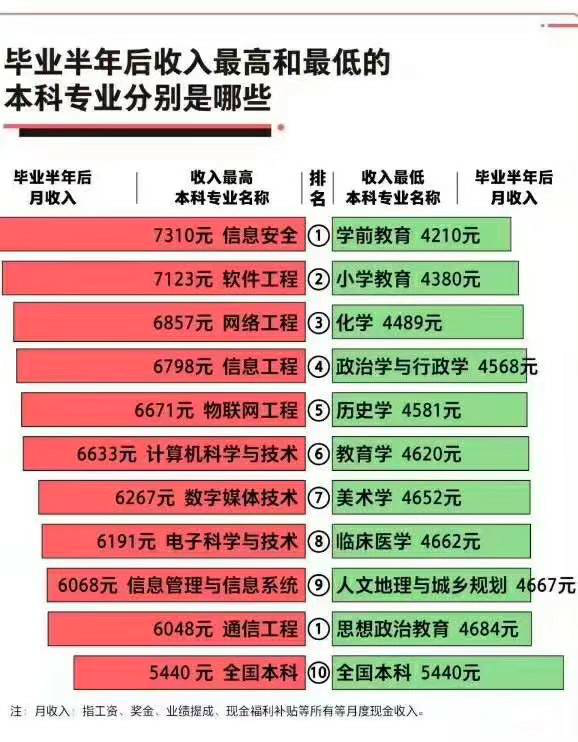 毕业半年后收入最高和最低的
本科专业分别是哪些
毕业半年后 收入最高 排 收入最低 毕业半年后
月收入 本科专业名称 名 本科专业名称 月收入
7310元 信息安全 ① 学前教育 4210元
7123元 软件工程 ② 小学教育 4380元
6857元 网络工程 ③ 化学 4489元
6798元 信息工程 ④ 政治学与行政学 4568元
6671元 物联网工程 ⑤ 历史学 4581元
6633元 计算机科学与技术 ⑥ 教育学 4620元
6267元 数字媒体技术 ⑦ 美术学 4652元
6191元 电子科学与技术 ⑧ 临床医学 4662元
6068元 信息管理与信息系统 ⑨ 人文地理与城乡规划 4667元
6048元 通信工程 ① 思想政治教育 4684元
5440 元 全国本科 ⑩ 全国本科 5440元
注：月收入：指工资、奖金、业绩提成、现金福利补贴等所有等月度现金收入。